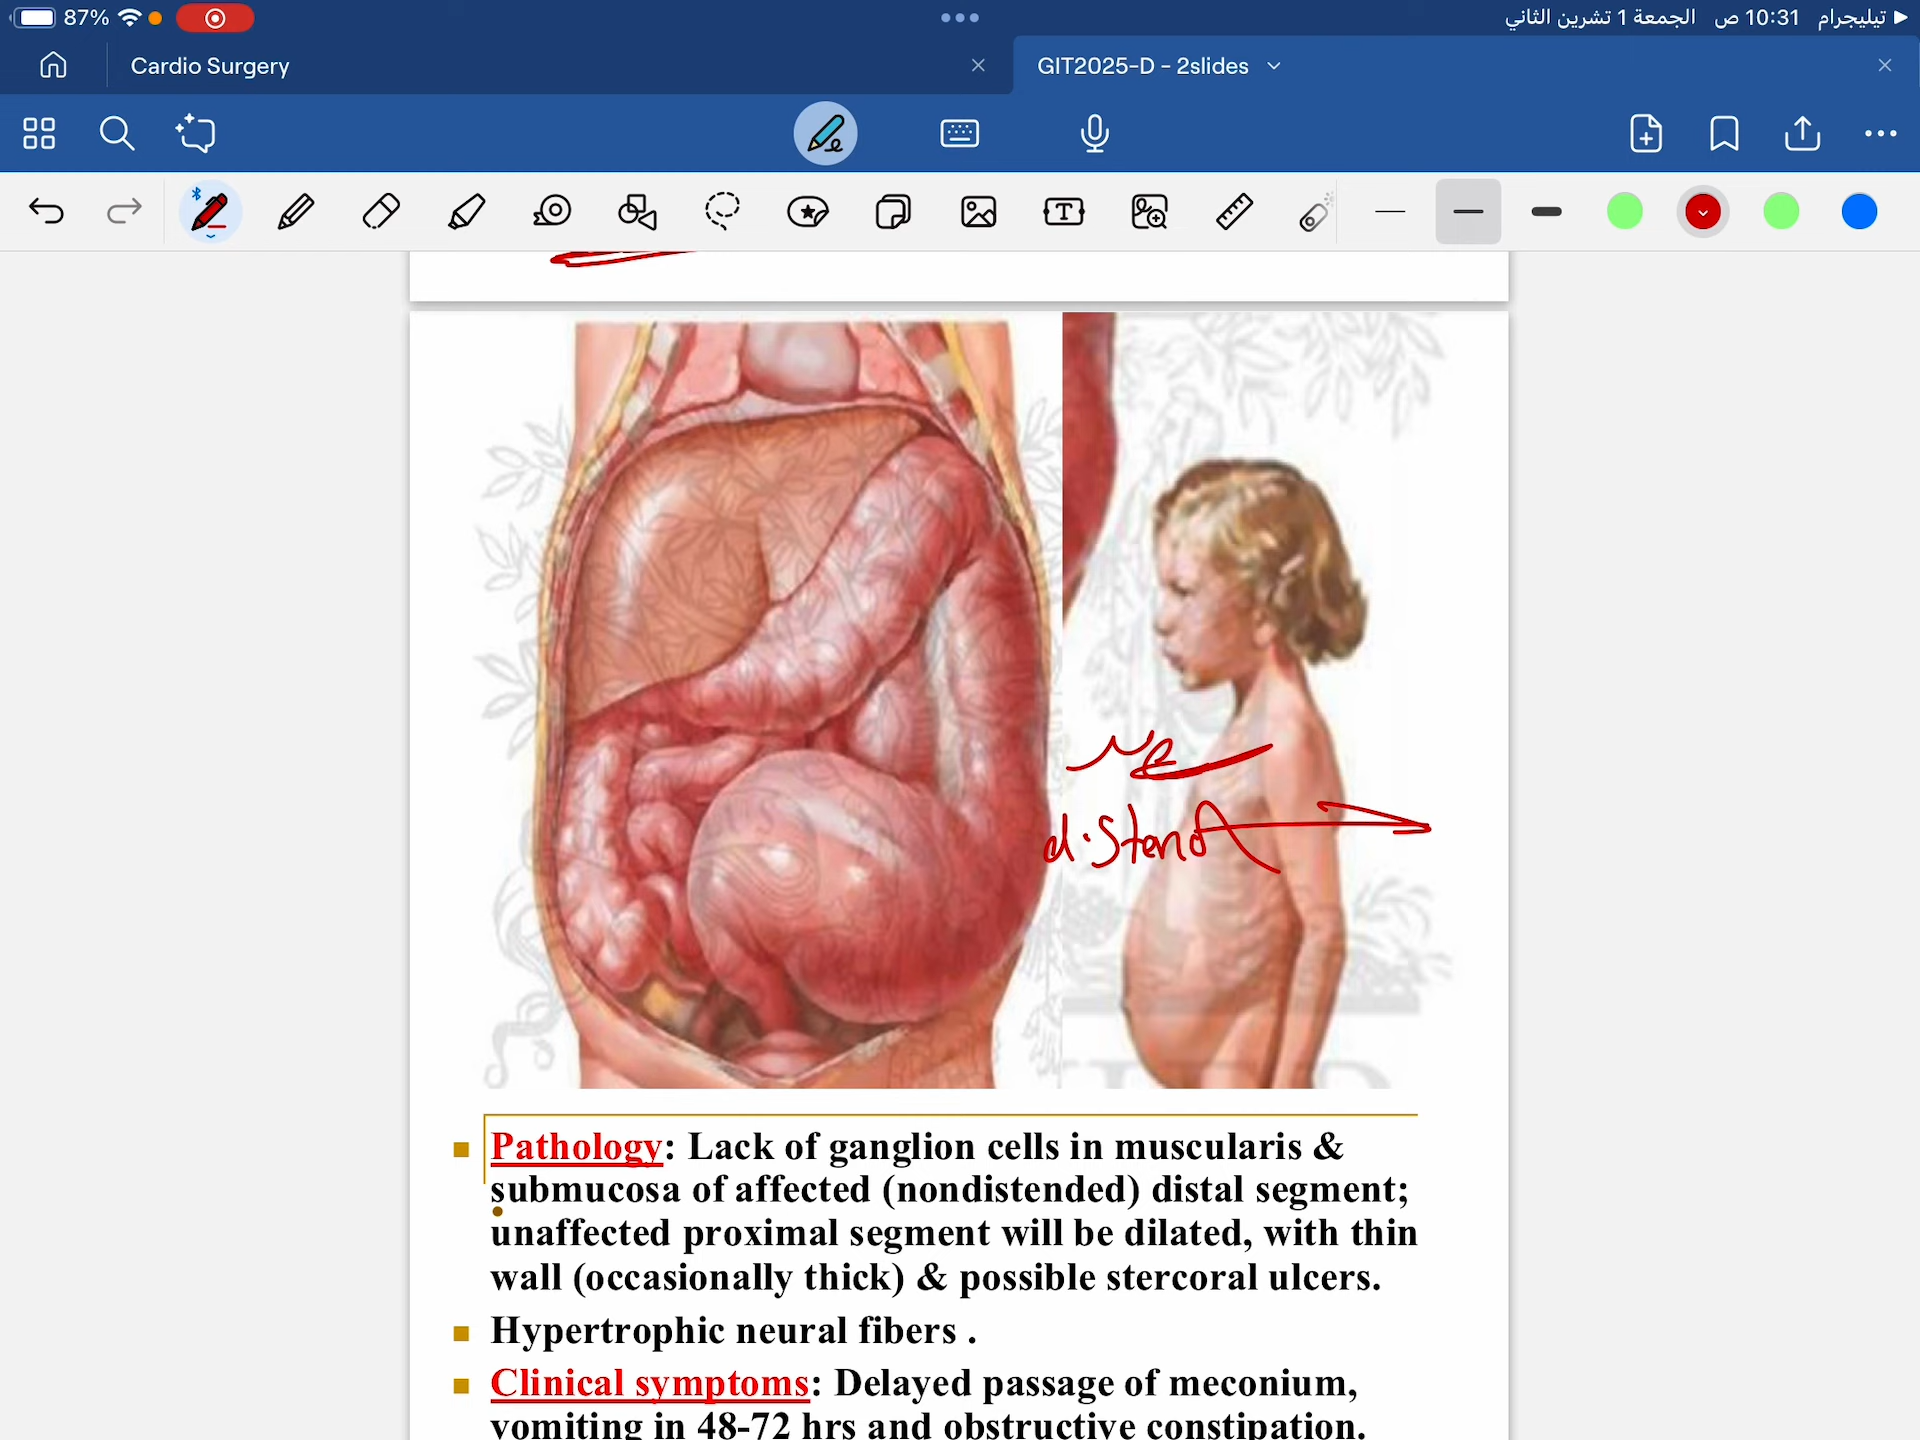 87%
الجمعة 1 تشرين الثاني 10:31 ص تيليجرام
Cardio Surgery
GIT2025-D - 2slides
distend
Pathology: Lack of ganglion cells in muscularis &
submucosa of affected (nondistended) distal segment;
unaffected proximal segment will be dilated, with thin
wall (occasionally thick) & possible stercoral ulcers.
Hypertrophic neural fibers .
Clinical symptoms: Delayed passage of meconium,
vomiting in 48-72 hrs and obstructive constipation.